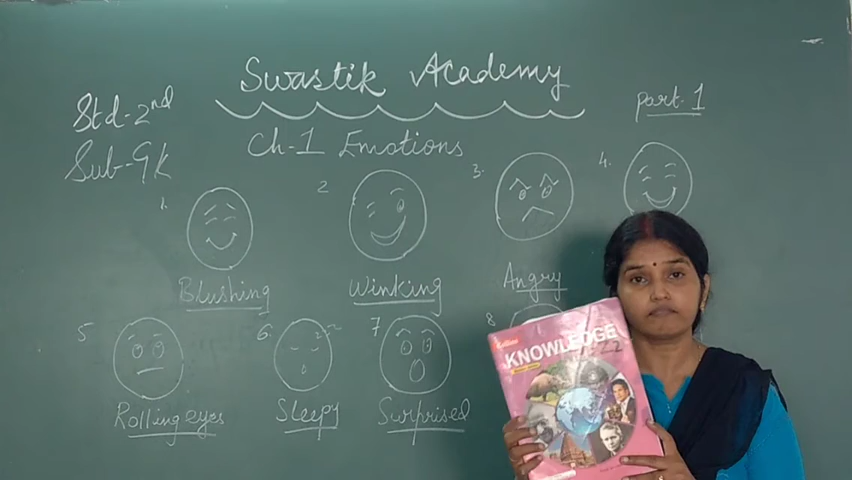 Swastik Academy
Std-2nd
part-1
Sub-GK
Ch-1 Emotions
1.
2
3.
4.
Blushing
Winking
Angry
5
6.
7
8
Rolling eyes
Sleepy
Surprised
Collins
KNOWLEDGE